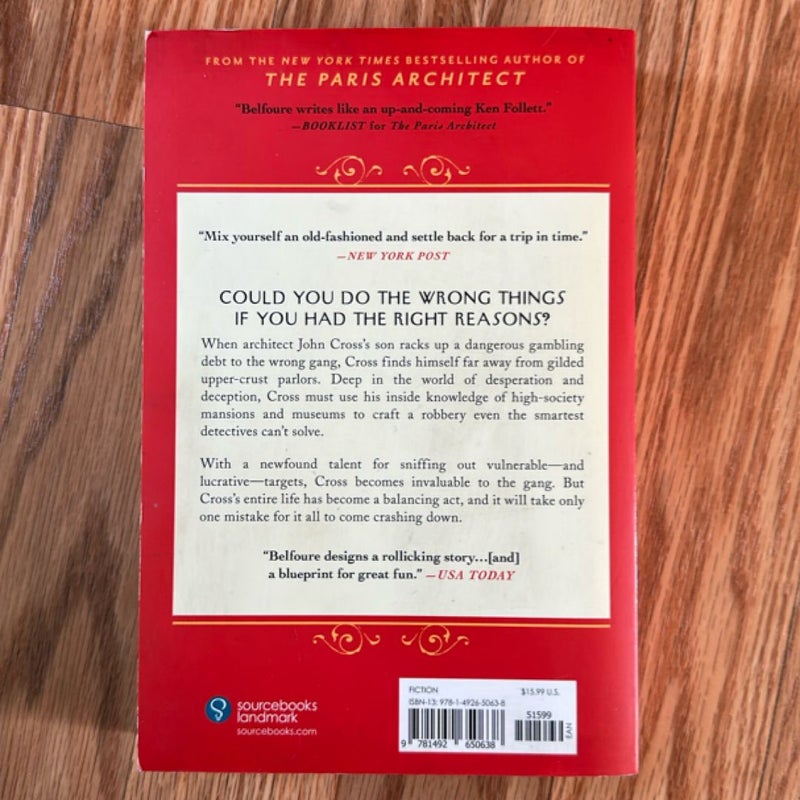 FROM THE NEW YORK TIMES BESTSELLING AUTHOR OF
THE PARIS ARCHITECT
"Belfoure writes like an up-and-coming Ken Follett."
—BOOKLIST for The Paris Architect
"Mix yourself an old-fashioned and settle back for a trip in time."
—NEW YORK POST
COULD YOU DO THE WRONG THINGS
IF YOU HAD THE RIGHT REASONS?
When architect John Cross's son racks up a dangerous gambling
debt to the wrong gang, Cross finds himself far away from gilded
upper-crust parlors. Deep in the world of desperation and
deception, Cross must use his inside knowledge of high-society
mansions and museums to craft a robbery even the smartest
detectives can't solve.
With a newfound talent for sniffing out vulnerable—and
lucrative—targets, Cross becomes invaluable to the gang. But
Cross's entire life has become a balancing act, and it will take only
one mistake for it all to come crashing down.
"Belfoure designs a rollicking story...[and]
a blueprint for great fun." —USA TODAY
sourcebooks
landmark
sourcebooks.com
FICTION $15.99 U.S.
ISBN-13: 978-1-4926-5063-8
51599
EAN
9 781492 650638